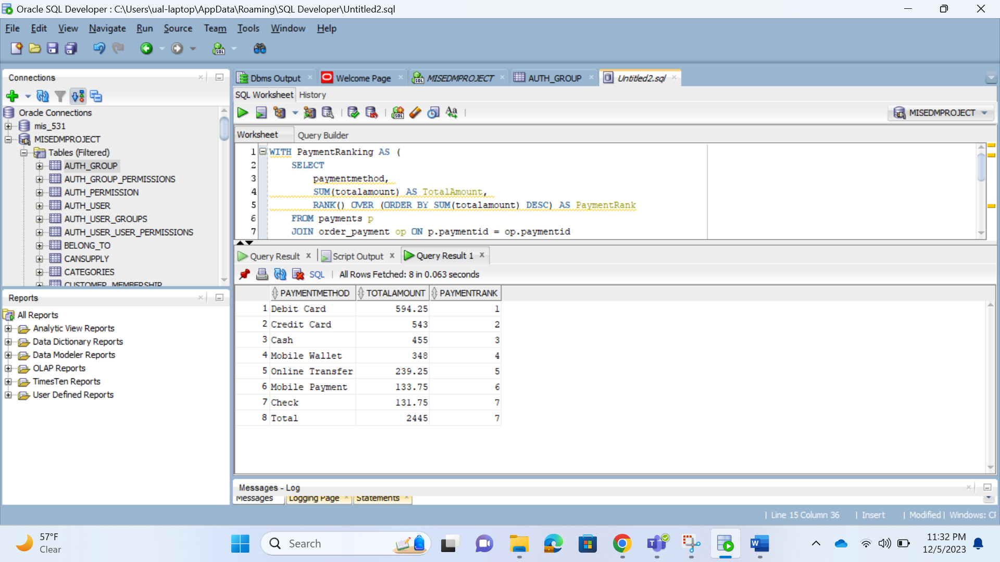 Oracle SQL Developer : C:\Users\ual-laptop\AppData\Roaming\SQL Developer\Untitled2.sql
File Edit View Navigate Run Source Team Tools Window Help
Connections
Oracle Connections
mis_531
MISEDMPROJECT
Tables (Filtered)
AUTH_GROUP
AUTH_GROUP_PERMISSIONS
AUTH_PERMISSION
AUTH_USER
AUTH_USER_GROUPS
AUTH_USER_USER_PERMISSIONS
BELONG_TO
CANSUPPLY
CATEGORIES
CUSTOMER_MEMBERSHIP
Reports
All Reports
Analytic View Reports
Data Dictionary Reports
Data Modeler Reports
OLAP Reports
TimesTen Reports
User Defined Reports
Dbms Output Welcome Page MISEDMPROJECT AUTH_GROUP Untitled2.sql
SQL Worksheet History
MISEDMPROJECT
Worksheet Query Builder
1 WITH PaymentRanking AS (
2 SELECT
3 paymentmethod,
4 SUM(totalamount) AS TotalAmount,
5 RANK() OVER (ORDER BY SUM(totalamount) DESC) AS PaymentRank
6 FROM payments p
7 JOIN order_payment op ON p.paymentid = op.paymentid
Query Result Script Output Query Result 1
SQL All Rows Fetched: 8 in 0.063 seconds
PAYMENTMETHOD TOTALAMOUNT PAYMENTRANK
1 Debit Card 594.25 1
2 Credit Card 543 2
3 Cash 455 3
4 Mobile Wallet 348 4
5 Online Transfer 239.25 5
6 Mobile Payment 133.75 6
7 Check 131.75 7
8 Total 2445 7
Messages - Log
Messages Logging Page Statements
Line 15 Column 36 Insert Modified Windows: CF
57°F
Clear
Search
11:32 PM
12/5/2023